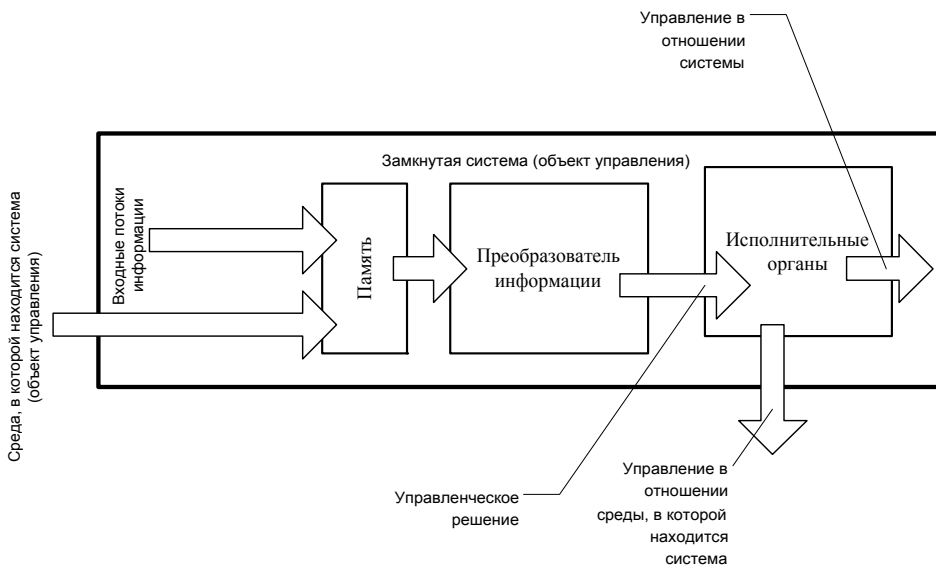 Управление в
отношении
системы
Замкнутая система (объект управления)
Среда, в которой находится система
(объект управления)
Входные потоки
информации
Память
Преобразователь
информации
Исполнительные
органы
Управленческое
решение
Управление в
отношении
среды, в которой
находится
система